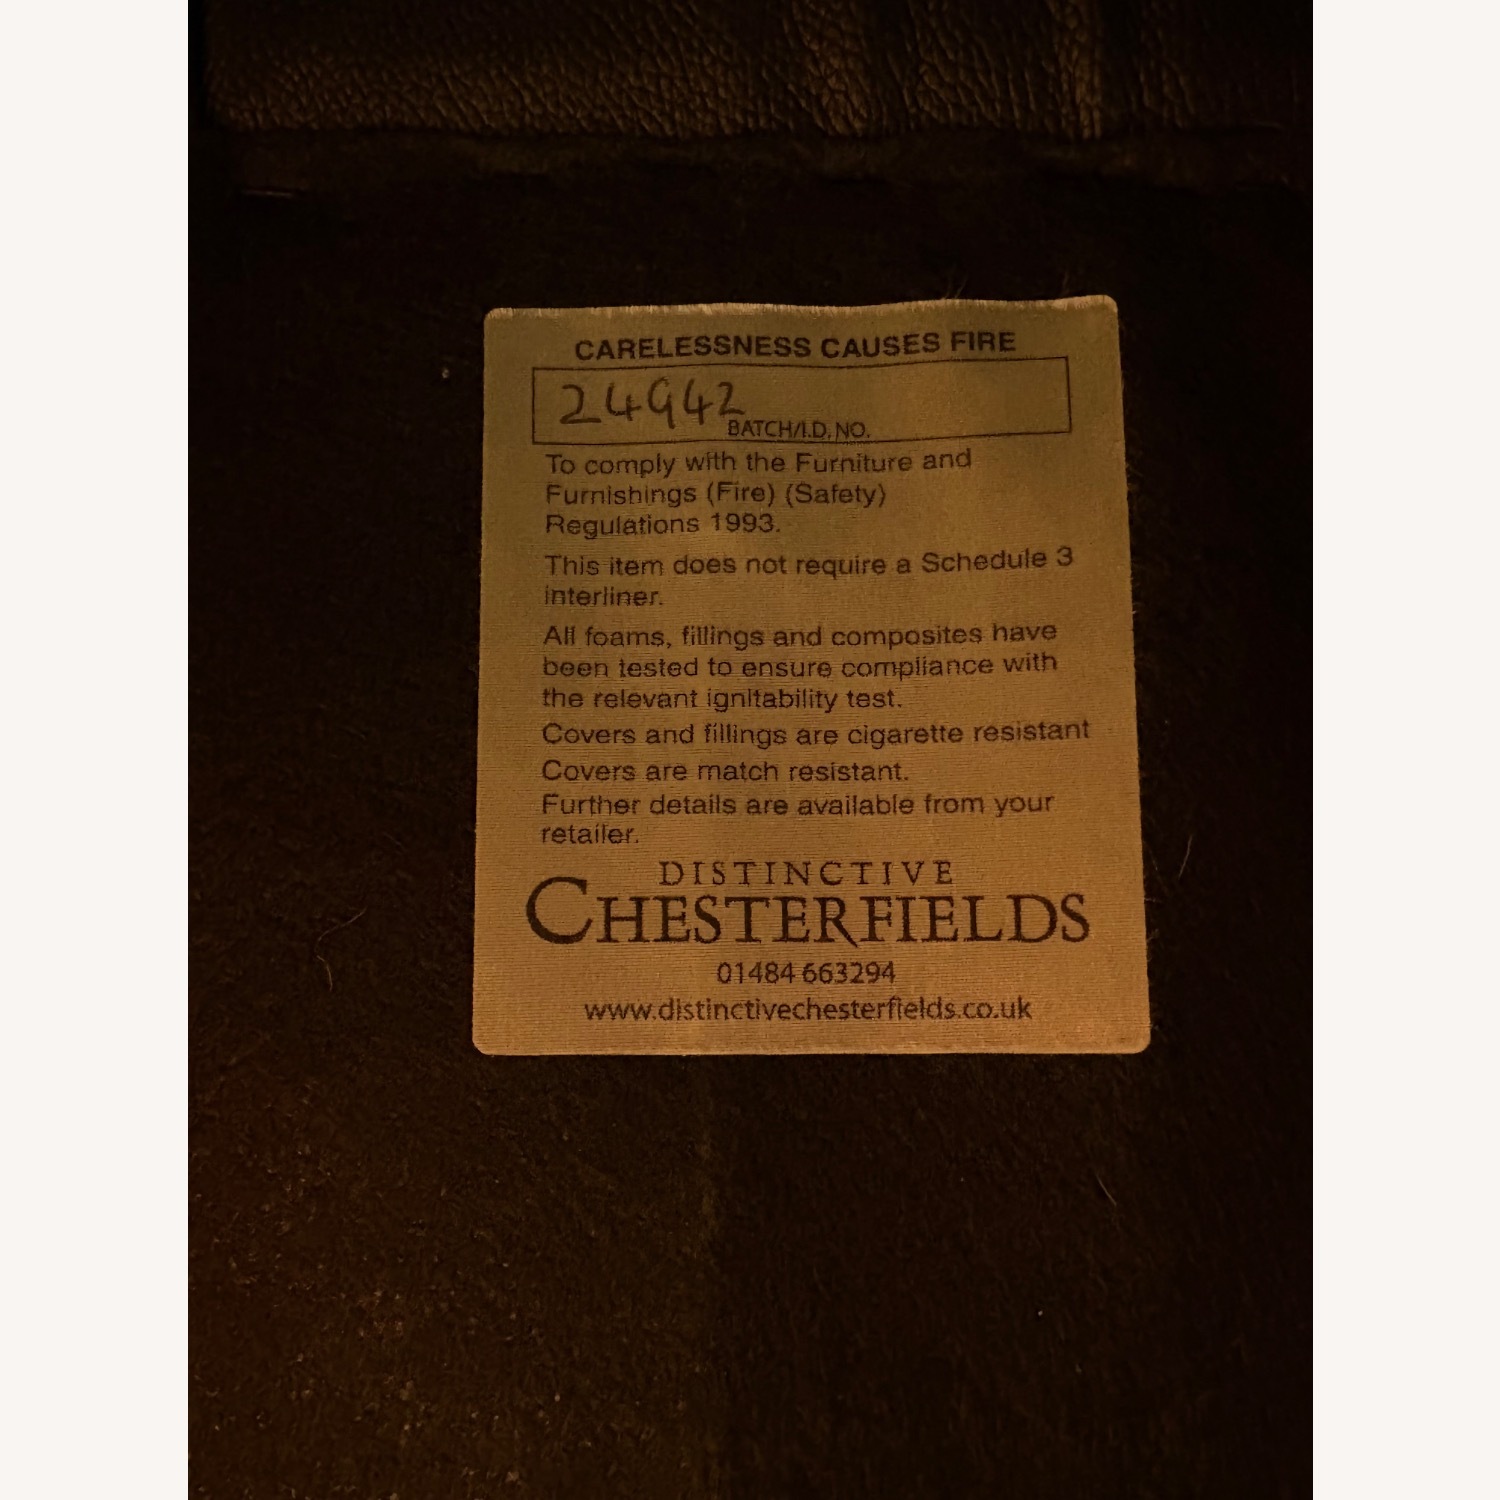 CARELESSNESS CAUSES FIRE
24942
BATCH/I.D. NO.
To comply with the Furniture and
Furnishings (Fire) (Safety)
Regulations 1993.
This item does not require a Schedule 3
interliner.
All foams, fillings and composites have
been tested to ensure compliance with
the relevant ignitability test.
Covers and fillings are cigarette resistant
Covers are match resistant.
Further details are available from your
retailer.
DISTINCTIVE
CHESTERFIELDS
01484 663294
www.distinctivechesterfields.co.uk